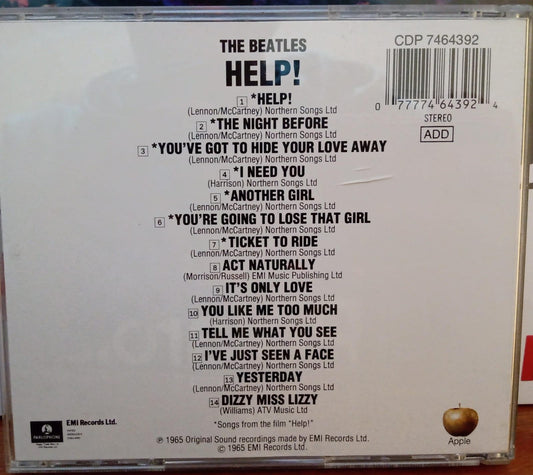 THE BEATLES
HELP!
CDP 7464392
0 77774 64392 4
STEREO
ADD
1 *HELP!
(Lennon/McCartney) Northern Songs Ltd
2 *THE NIGHT BEFORE
(Lennon/McCartney) Northern Songs Ltd
3 *YOU'VE GOT TO HIDE YOUR LOVE AWAY
(Lennon/McCartney) Northern Songs Ltd
4 *I NEED YOU
(Harrison) Northern Songs Ltd
5 *ANOTHER GIRL
(Lennon/McCartney) Northern Songs Ltd
6 *YOU'RE GOING TO LOSE THAT GIRL
(Lennon/McCartney) Northern Songs Ltd
7 *TICKET TO RIDE
(Lennon/McCartney) Northern Songs Ltd
8 ACT NATURALLY
(Morrison/Russell) EMI Music Publishing Ltd
9 IT'S ONLY LOVE
(Lennon/McCartney) Northern Songs Ltd
10 YOU LIKE ME TOO MUCH
(Harrison) Northern Songs Ltd
11 TELL ME WHAT YOU SEE
(Lennon/McCartney) Northern Songs Ltd
12 I'VE JUST SEEN A FACE
(Lennon/McCartney) Northern Songs Ltd
13 YESTERDAY
(Lennon/McCartney) Northern Songs Ltd
14 DIZZY MISS LIZZY
(Williams) ATV Music Ltd
*Songs from the film "Help!"
℗ 1965 Original Sound recordings made by EMI Records Ltd.
© 1965 EMI Records Ltd.
PARLOPHONE
EMI Records Ltd.
Apple